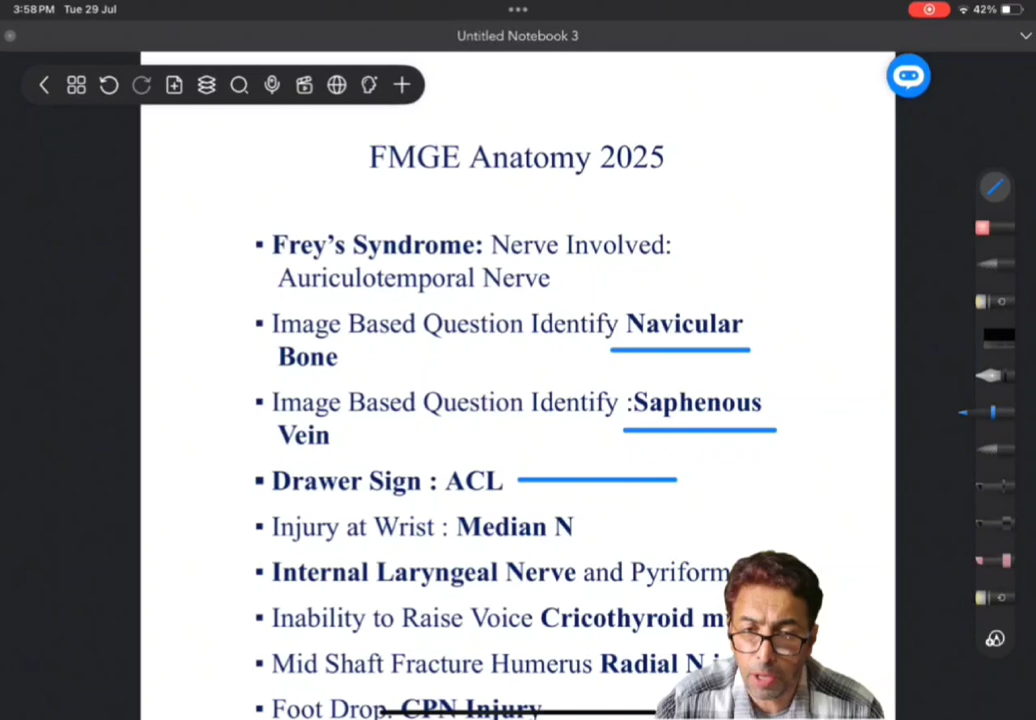 3:58 PM Tue 29 Jul
42%
Untitled Notebook 3
FMGE Anatomy 2025
▪ Frey's Syndrome: Nerve Involved:
Auriculotemporal Nerve
▪ Image Based Question Identify Navicular
Bone
▪ Image Based Question Identify :Saphenous
Vein
▪ Drawer Sign : ACL
▪ Injury at Wrist : Median N
▪ Internal Laryngeal Nerve and Pyriform
▪ Inability to Raise Voice Cricothyroid
▪ Mid Shaft Fracture Humerus Radial N
▪ Foot Drop: CPN Injury